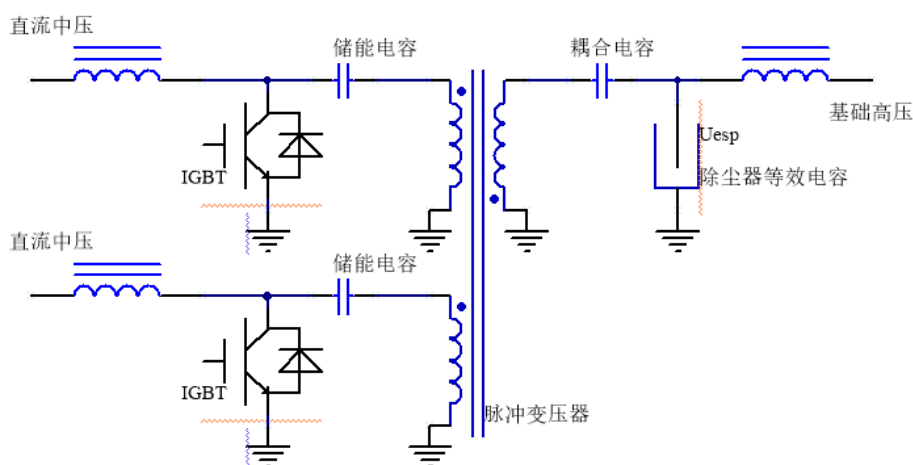 直流中压
储能电容
耦合电容
基础高压
Uesp
IGBT
除尘器等效电容
直流中压
储能电容
IGBT
脉冲变压器